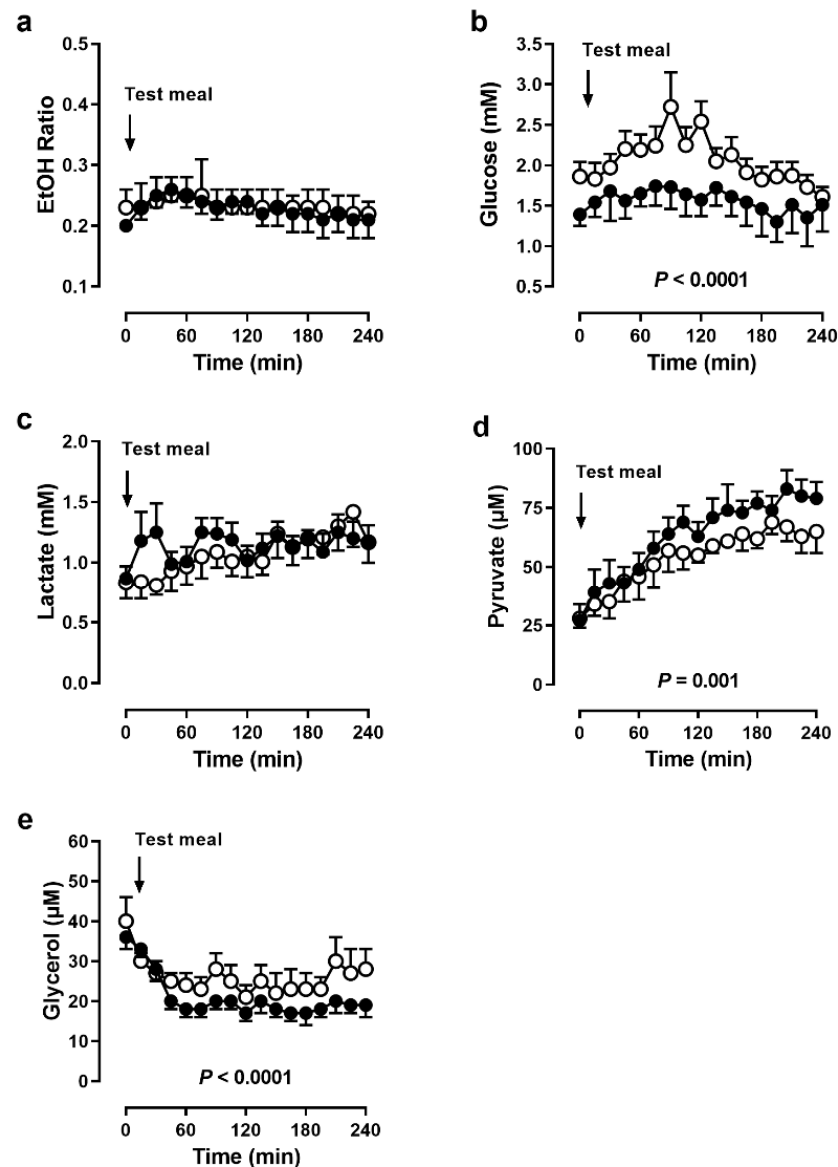 a
Test meal
EtOH Ratio
0.5
0.4
0.3
0.2
0.1
0 60 120 180 240
Time (min)
b
Test meal
Glucose (mM)
3.5
3.0
2.5
2.0
1.5
1.0
0.5
P < 0.0001
0 60 120 180 240
Time (min)
c
Test meal
Lactate (mM)
2.0
1.5
1.0
0.5
0.0
0 60 120 180 240
Time (min)
d
Test meal
Pyruvate (µM)
100
75
50
25
0
P = 0.001
0 60 120 180 240
Time (min)
e
Test meal
Glycerol (µM)
60
50
40
30
20
10
0
P < 0.0001
0 60 120 180 240
Time (min)